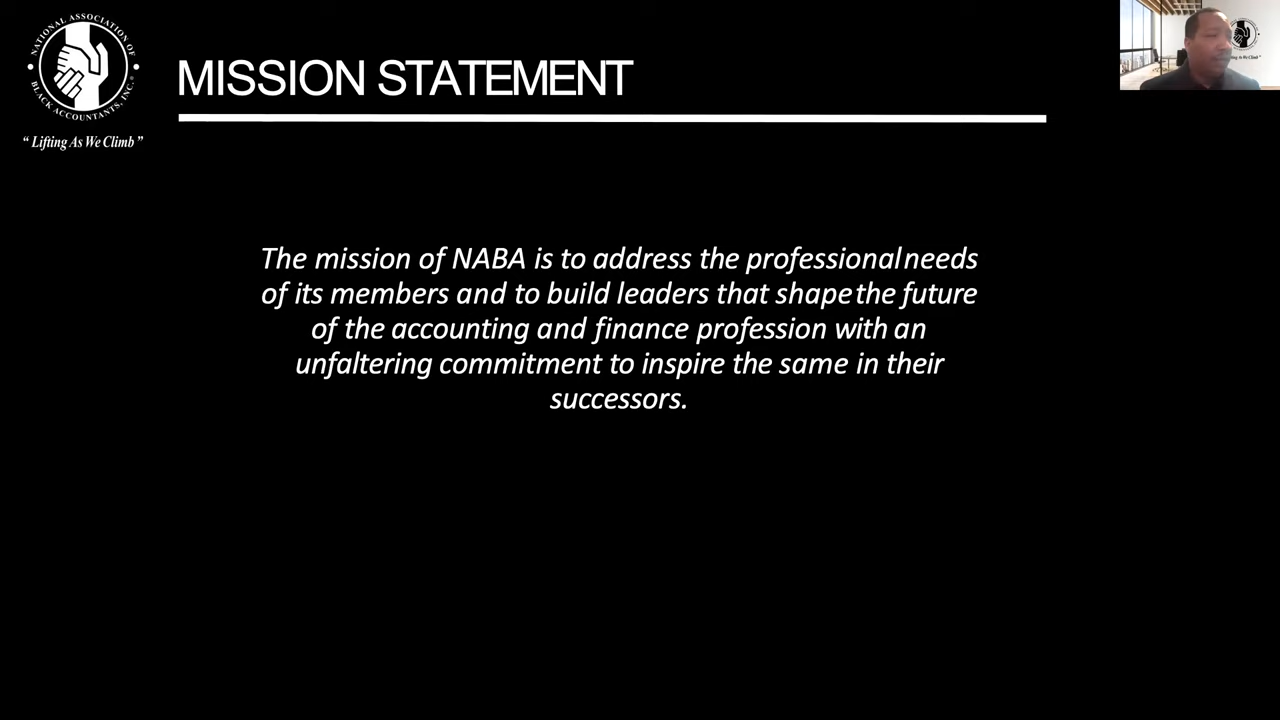 NATIONAL ASSOCIATION OF
BLACK ACCOUNTANTS, INC.®
“ Lifting As We Climb ”
MISSION STATEMENT
The mission of NABA is to address the professional needs
of its members and to build leaders that shape the future
of the accounting and finance profession with an
unfaltering commitment to inspire the same in their
successors.